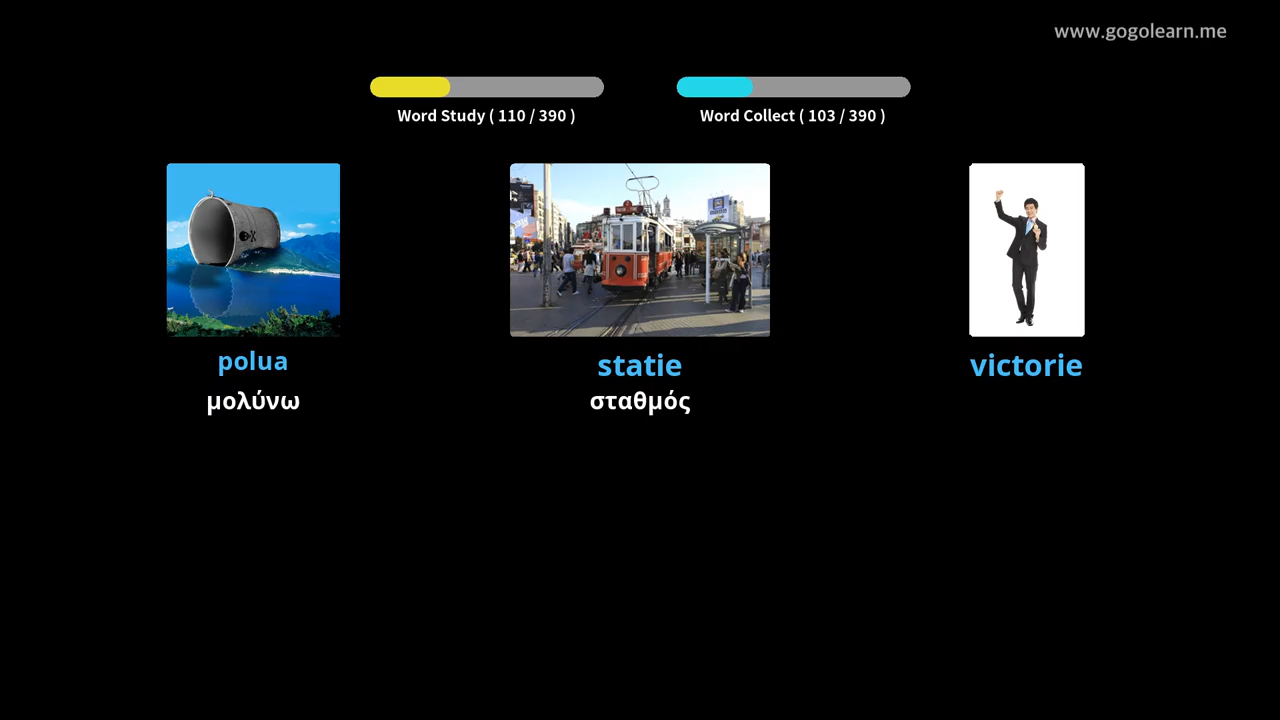 www.gogolearn.me
Word Study ( 110 / 390 )
Word Collect ( 103 / 390 )
polua
statie
victorie
μολύνω
σταθμός